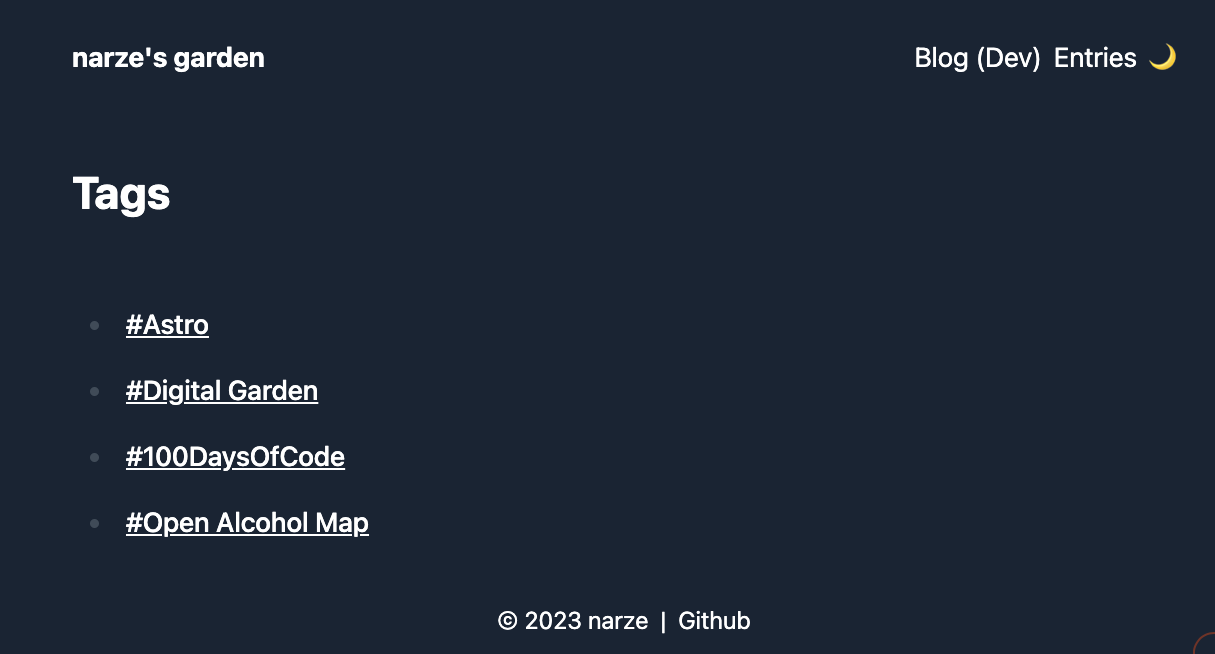 narze's garden
Blog (Dev) Entries 🌙
Tags
#Astro
#Digital Garden
#100DaysOfCode
#Open Alcohol Map
© 2023 narze | Github